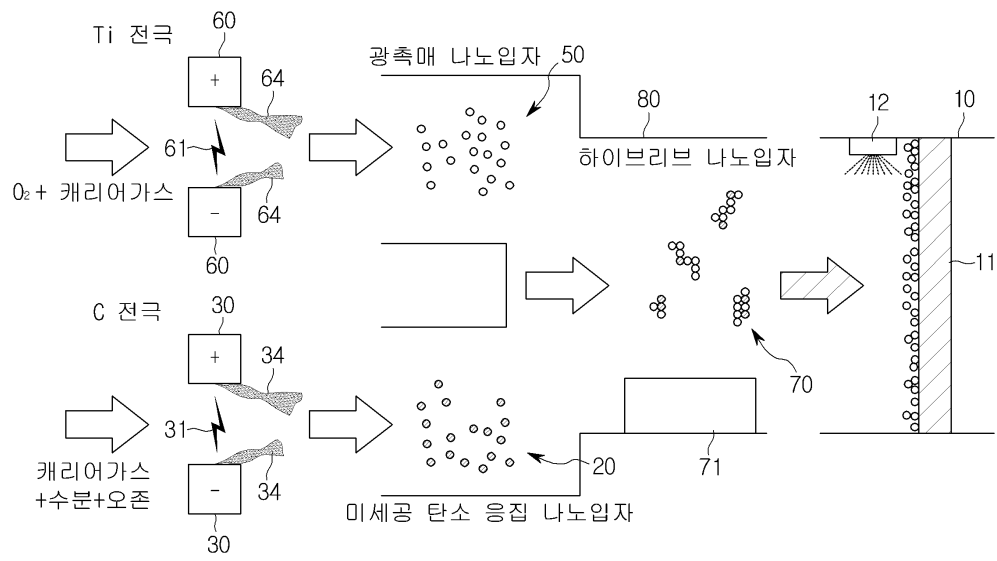 Ti 전극
60
+
64
61
O₂+ 캐리어가스
−
64
60
광촉매 나노입자
50
80
하이브리브 나노입자
12
10
11
C 전극
30
+
34
31
캐리어가스
+수분+오존
−
34
30
20
미세공 탄소 응집 나노입자
70
71